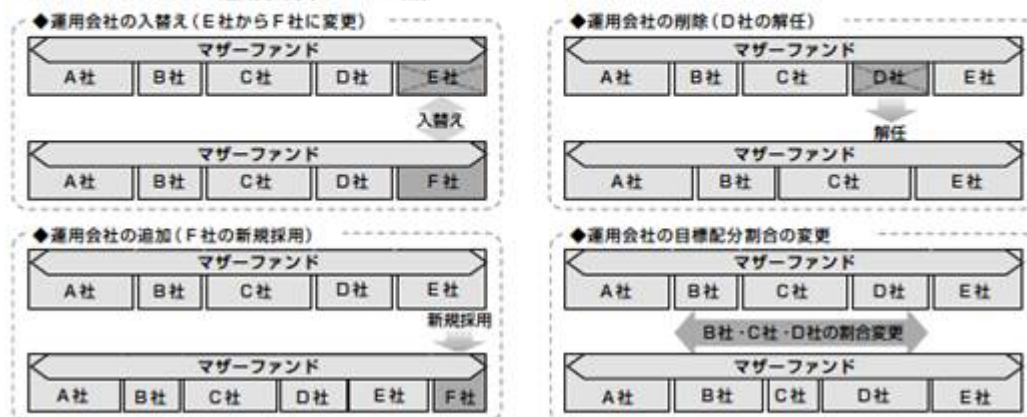 ◆運用会社の入替え(E社からF社に変更)
マザーファンド
A社 B社 C社 D社 E社
入替え
マザーファンド
A社 B社 C社 D社 F社
◆運用会社の削除(D社の解任)
マザーファンド
A社 B社 C社 D社 E社
解任
マザーファンド
A社 B社 C社 E社
◆運用会社の追加(F社の新規採用)
マザーファンド
A社 B社 C社 D社 E社
新規採用
マザーファンド
A社 B社 C社 D社 E社 F社
◆運用会社の目標配分割合の変更
マザーファンド
A社 B社 C社 D社 E社
B社・C社・D社の割合変更
マザーファンド
A社 B社 C社 D社 E社